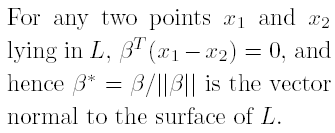 For any two points x₁ and x₂
lying in L, βᵀ(x₁ − x₂) = 0, and
hence β* = β/||β|| is the vector
normal to the surface of L.